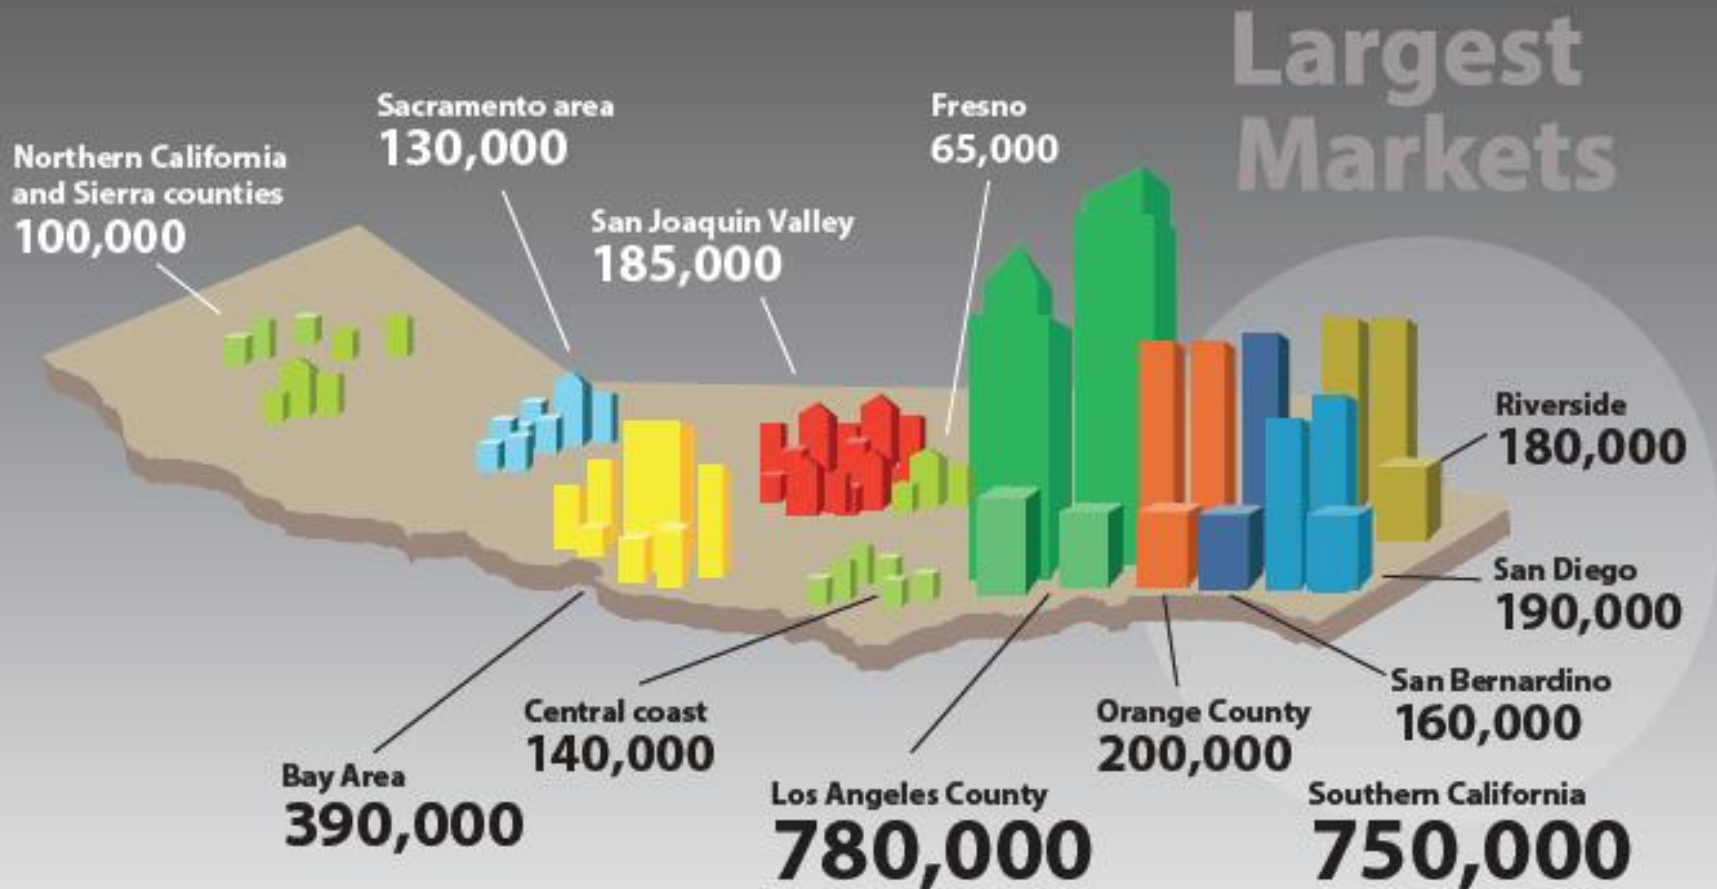 Largest
Markets
Northern California
and Sierra counties
100,000
Sacramento area
130,000
San Joaquin Valley
185,000
Fresno
65,000
Riverside
180,000
San Diego
190,000
San Bernardino
160,000
Orange County
200,000
Central coast
140,000
Bay Area
390,000
Los Angeles County
780,000
Southern California
750,000